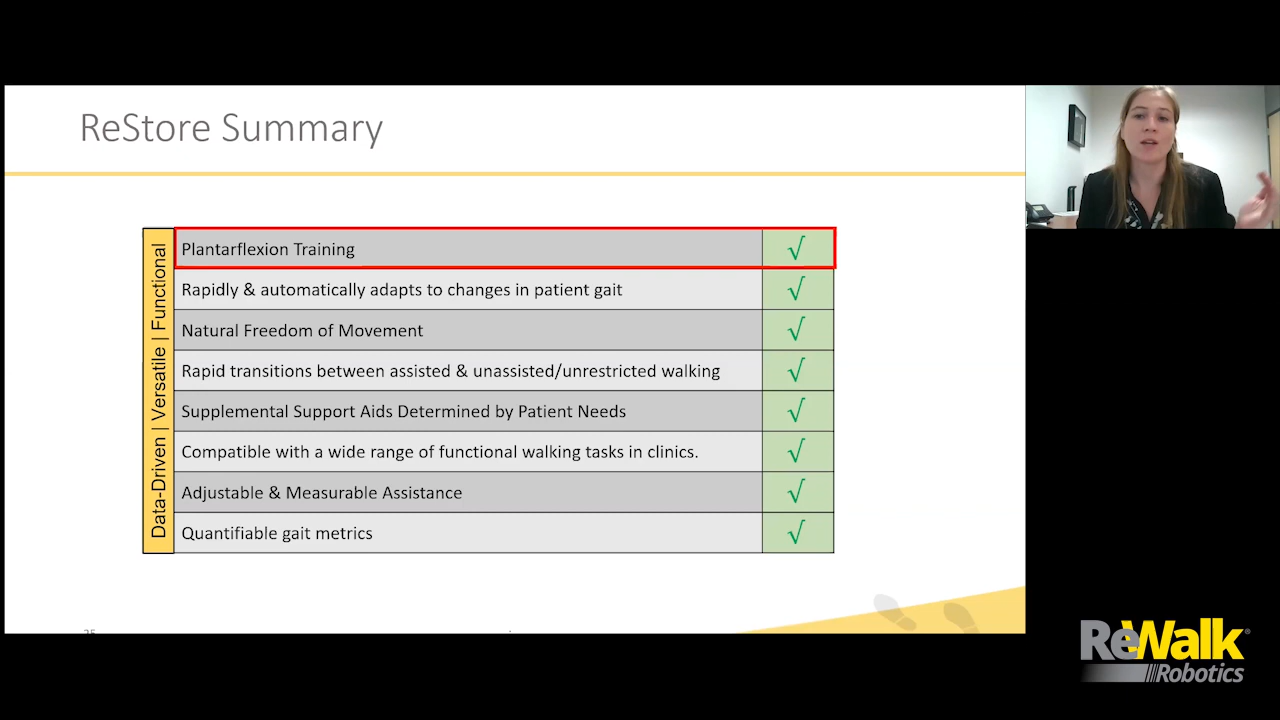 ReStore Summary
Data-Driven | Versatile | Functional
Plantarflexion Training √
Rapidly & automatically adapts to changes in patient gait √
Natural Freedom of Movement √
Rapid transitions between assisted & unassisted/unrestricted walking √
Supplemental Support Aids Determined by Patient Needs √
Compatible with a wide range of functional walking tasks in clinics. √
Adjustable & Measurable Assistance √
Quantifiable gait metrics √
ReWalk®
Robotics